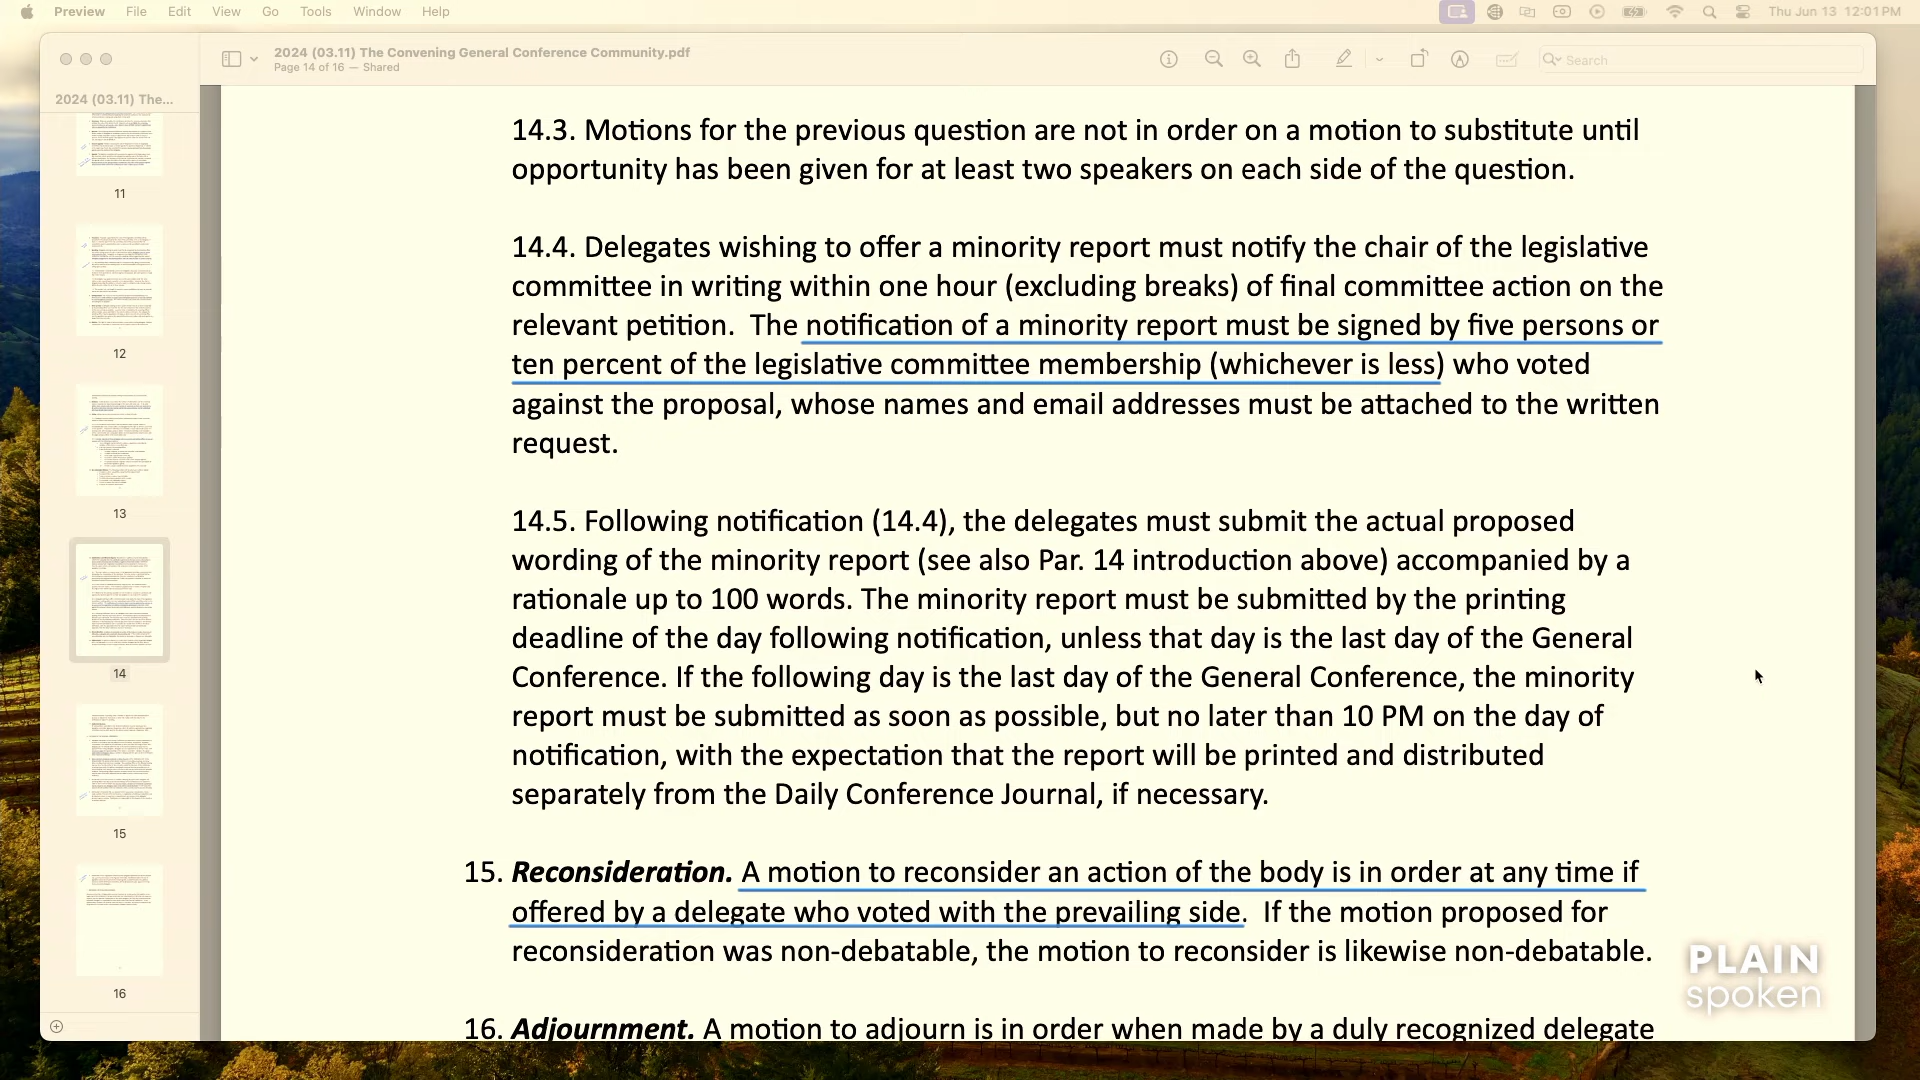 Preview File Edit View Go Tools Window Help Thu Jun 13 12:01 PM
2024 (03.11) The Convening General Conference Community.pdf
Page 14 of 16 — Shared
Search
2024 (03.11) The...
11
12
13
14
15
16
14.3. Motions for the previous question are not in order on a motion to substitute until
opportunity has been given for at least two speakers on each side of the question.
14.4. Delegates wishing to offer a minority report must notify the chair of the legislative
committee in writing within one hour (excluding breaks) of final committee action on the
relevant petition. The notification of a minority report must be signed by five persons or
ten percent of the legislative committee membership (whichever is less) who voted
against the proposal, whose names and email addresses must be attached to the written
request.
14.5. Following notification (14.4), the delegates must submit the actual proposed
wording of the minority report (see also Par. 14 introduction above) accompanied by a
rationale up to 100 words. The minority report must be submitted by the printing
deadline of the day following notification, unless that day is the last day of the General
Conference. If the following day is the last day of the General Conference, the minority
report must be submitted as soon as possible, but no later than 10 PM on the day of
notification, with the expectation that the report will be printed and distributed
separately from the Daily Conference Journal, if necessary.
15. Reconsideration. A motion to reconsider an action of the body is in order at any time if
offered by a delegate who voted with the prevailing side. If the motion proposed for
reconsideration was non-debatable, the motion to reconsider is likewise non-debatable.
16. Adjournment. A motion to adjourn is in order when made by a duly recognized delegate
PLAIN
spoken